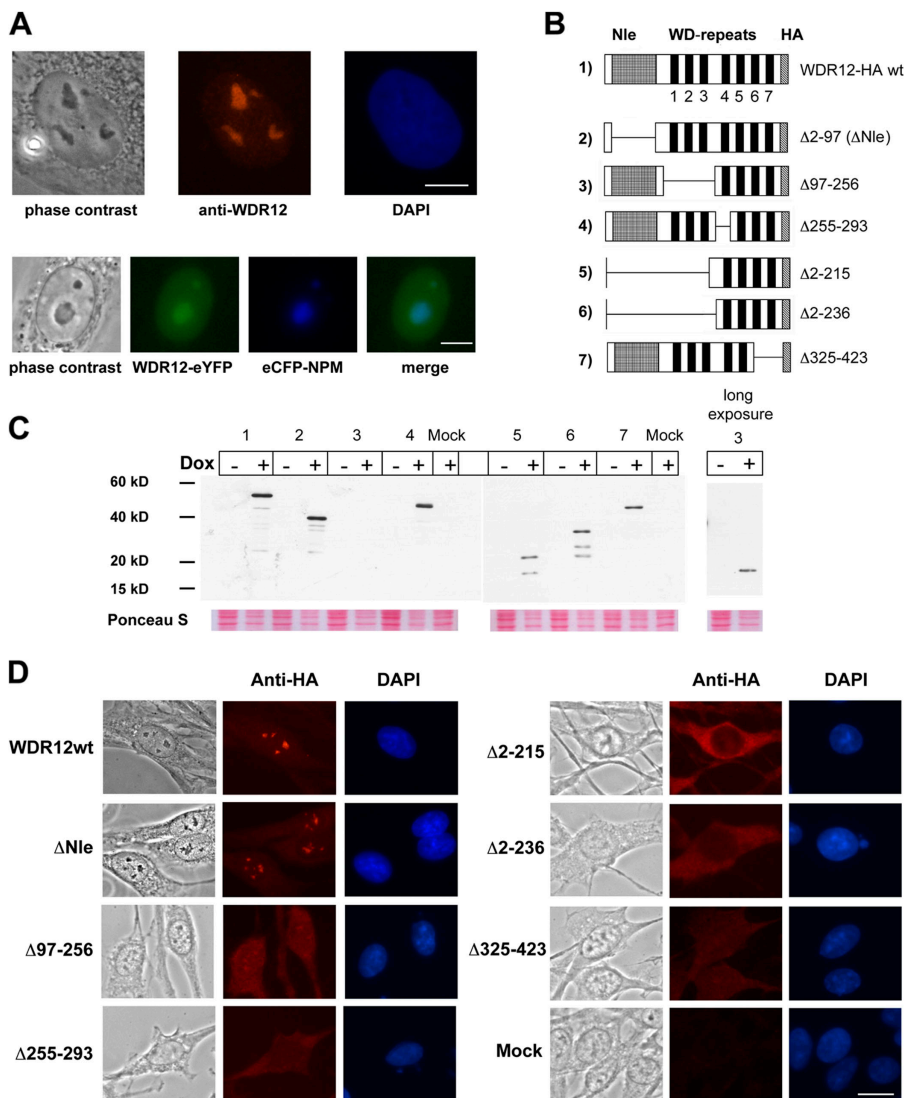 A
phase contrast anti-WDR12 DAPI
phase contrast WDR12-eYFP eCFP-NPM merge
B
Nle WD-repeats HA
1) WDR12-HA wt
1 2 3 4 5 6 7
2) Δ2-97 (ΔNle)
3) Δ97-256
4) Δ255-293
5) Δ2-215
6) Δ2-236
7) Δ325-423
C
long
exposure
1 2 3 4 Mock 5 6 7 Mock 3
Dox - + - + - + - + + - + - + - + + - +
60 kD
40 kD
20 kD
15 kD
Ponceau S
D
Anti-HA DAPI
WDR12wt
ΔNle
Δ97-256
Δ255-293
Anti-HA DAPI
Δ2-215
Δ2-236
Δ325-423
Mock